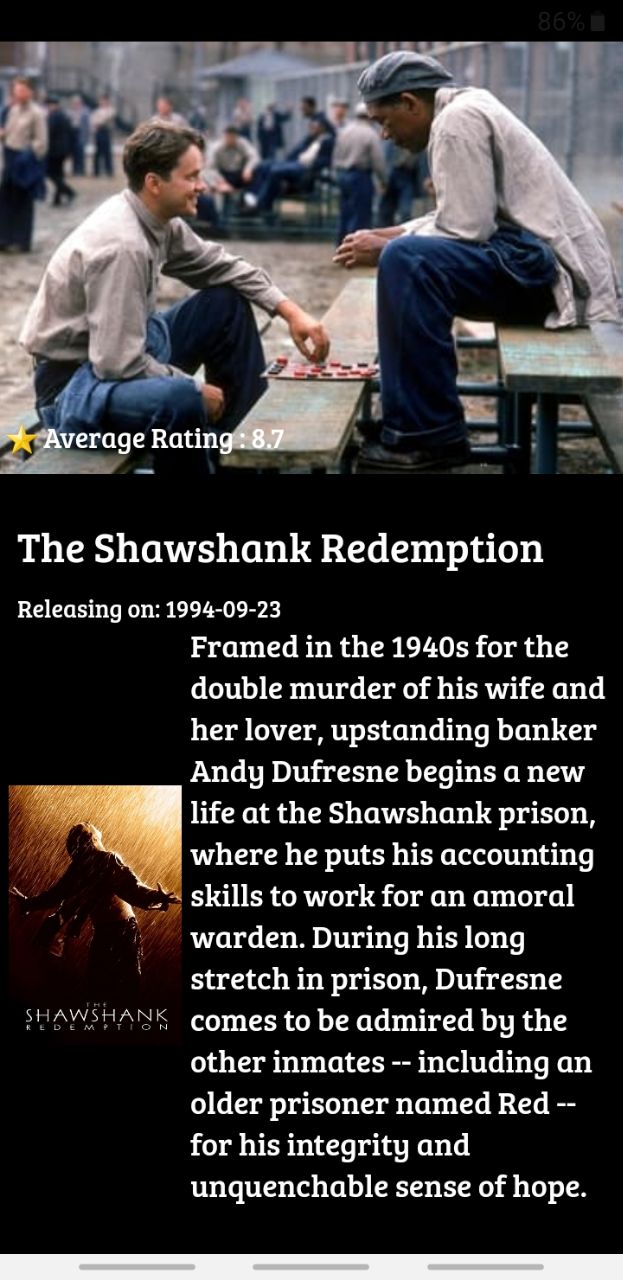 86%
Average Rating : 8.7
The Shawshank Redemption
Releasing on: 1994-09-23
Framed in the 1940s for the
double murder of his wife and
her lover, upstanding banker
Andy Dufresne begins a new
life at the Shawshank prison,
where he puts his accounting
skills to work for an amoral
warden. During his long
stretch in prison, Dufresne
comes to be admired by the
other inmates -- including an
older prisoner named Red --
for his integrity and
unquenchable sense of hope.
THE
SHAWSHANK
REDEMPTION